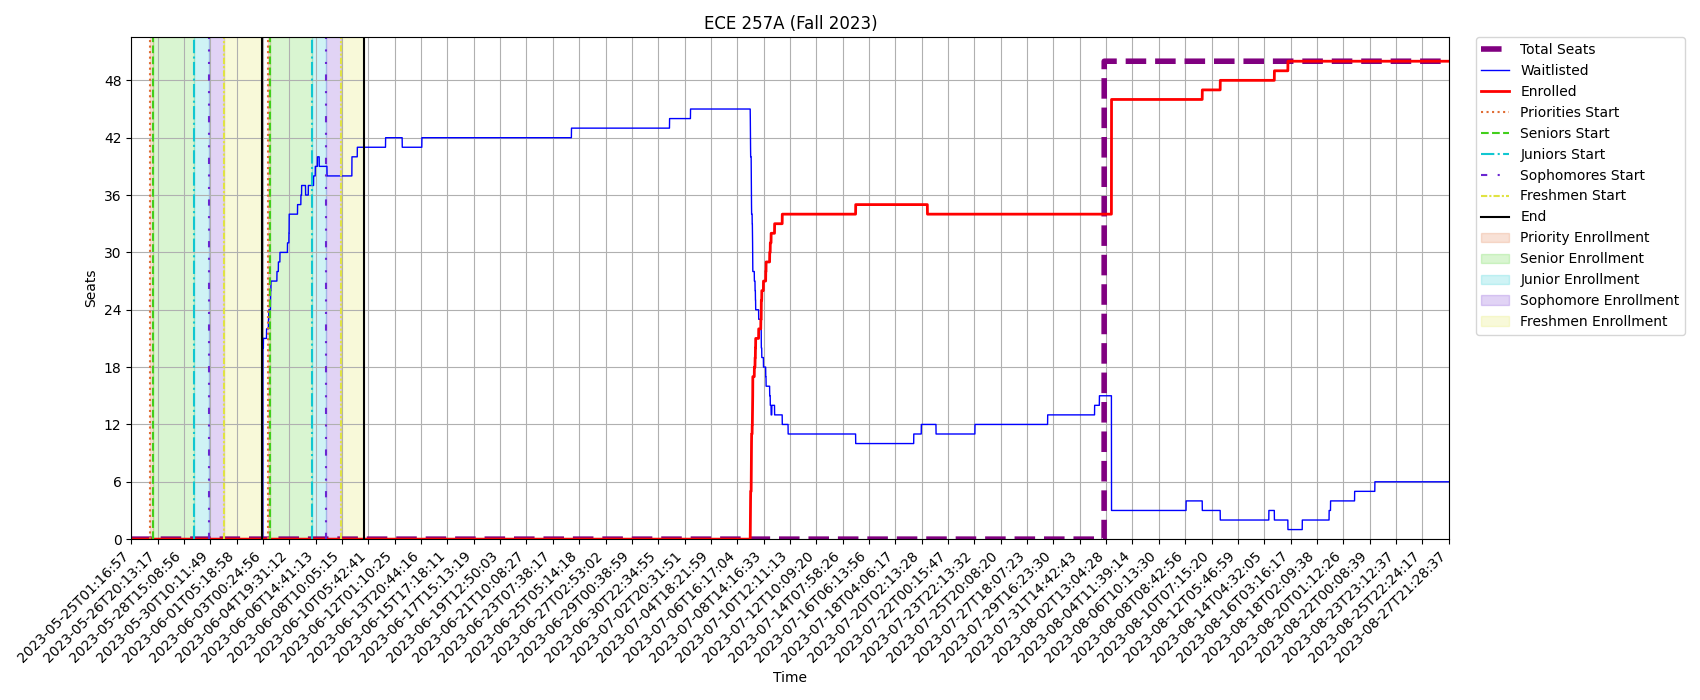 ECE 257A (Fall 2023)
Seats
48
42
36
30
24
18
12
6
0
2023-05-25T01:16:57
2023-05-26T20:13:17
2023-05-28T15:08:56
2023-05-30T10:11:49
2023-06-01T05:18:58
2023-06-03T00:24:56
2023-06-04T19:31:12
2023-06-06T14:41:13
2023-06-08T10:05:15
2023-06-10T05:42:41
2023-06-12T01:10:25
2023-06-13T20:44:16
2023-06-15T17:18:11
2023-06-17T15:13:19
2023-06-19T12:50:03
2023-06-21T10:08:27
2023-06-23T07:38:17
2023-06-25T05:14:18
2023-06-27T02:53:02
2023-06-29T00:38:59
2023-06-30T22:34:55
2023-07-02T20:31:51
2023-07-04T18:21:59
2023-07-06T16:17:04
2023-07-08T14:16:33
2023-07-10T12:11:13
2023-07-12T10:09:20
2023-07-14T07:58:26
2023-07-16T06:13:56
2023-07-18T04:06:17
2023-07-20T02:13:28
2023-07-22T00:15:47
2023-07-23T22:13:32
2023-07-25T20:08:20
2023-07-27T18:07:23
2023-07-29T16:23:30
2023-07-31T14:42:43
2023-08-02T13:04:28
2023-08-04T11:39:14
2023-08-06T10:13:30
2023-08-08T08:42:56
2023-08-10T07:15:20
2023-08-12T05:46:59
2023-08-14T04:32:05
2023-08-16T03:16:17
2023-08-18T02:09:38
2023-08-20T01:12:26
2023-08-22T00:08:39
2023-08-23T23:12:37
2023-08-25T22:24:17
2023-08-27T21:28:37
Time
Total Seats
Waitlisted
Enrolled
Priorities Start
Seniors Start
Juniors Start
Sophomores Start
Freshmen Start
End
Priority Enrollment
Senior Enrollment
Junior Enrollment
Sophomore Enrollment
Freshmen Enrollment